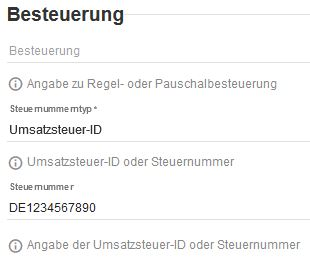 Besteuerung
Besteuerung
Angabe zu Regel- oder Pauschalbesteuerung
Steuernummerntyp *
Umsatzsteuer-ID
Umsatzsteuer-ID oder Steuernummer
Steuernummer
DE1234567890
Angabe der Umsatzsteuer-ID oder Steuernummer